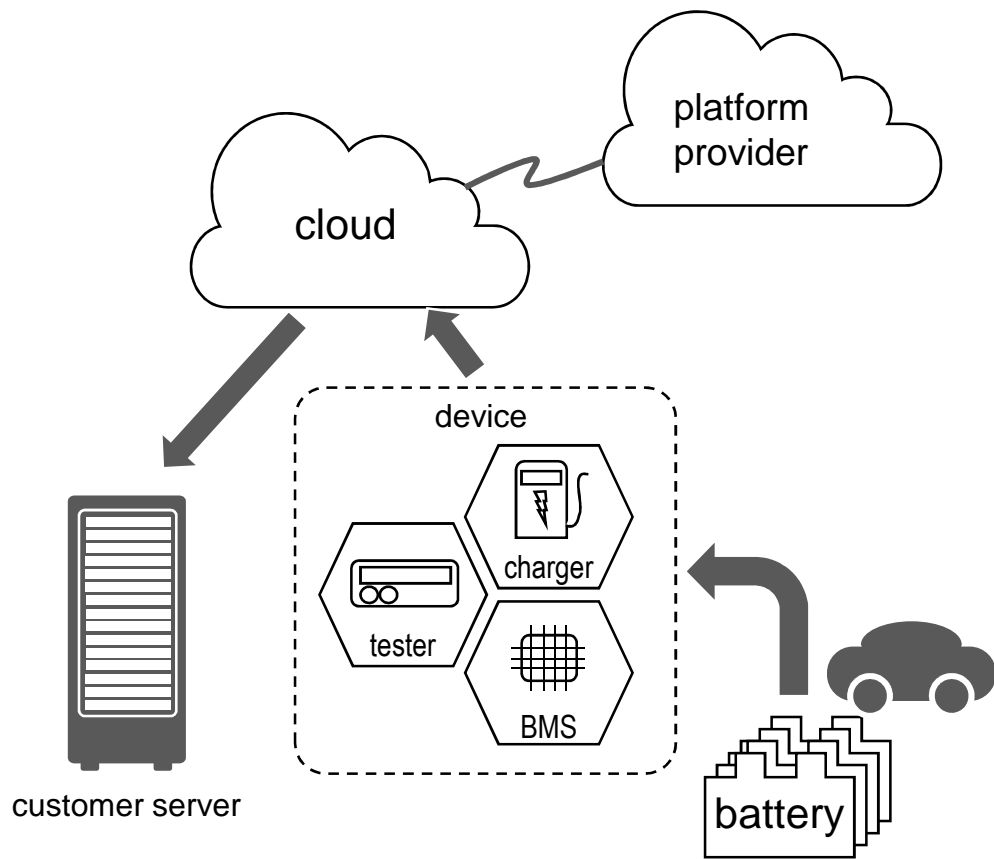 platform
provider
cloud
device
charger
tester
BMS
customer server
battery